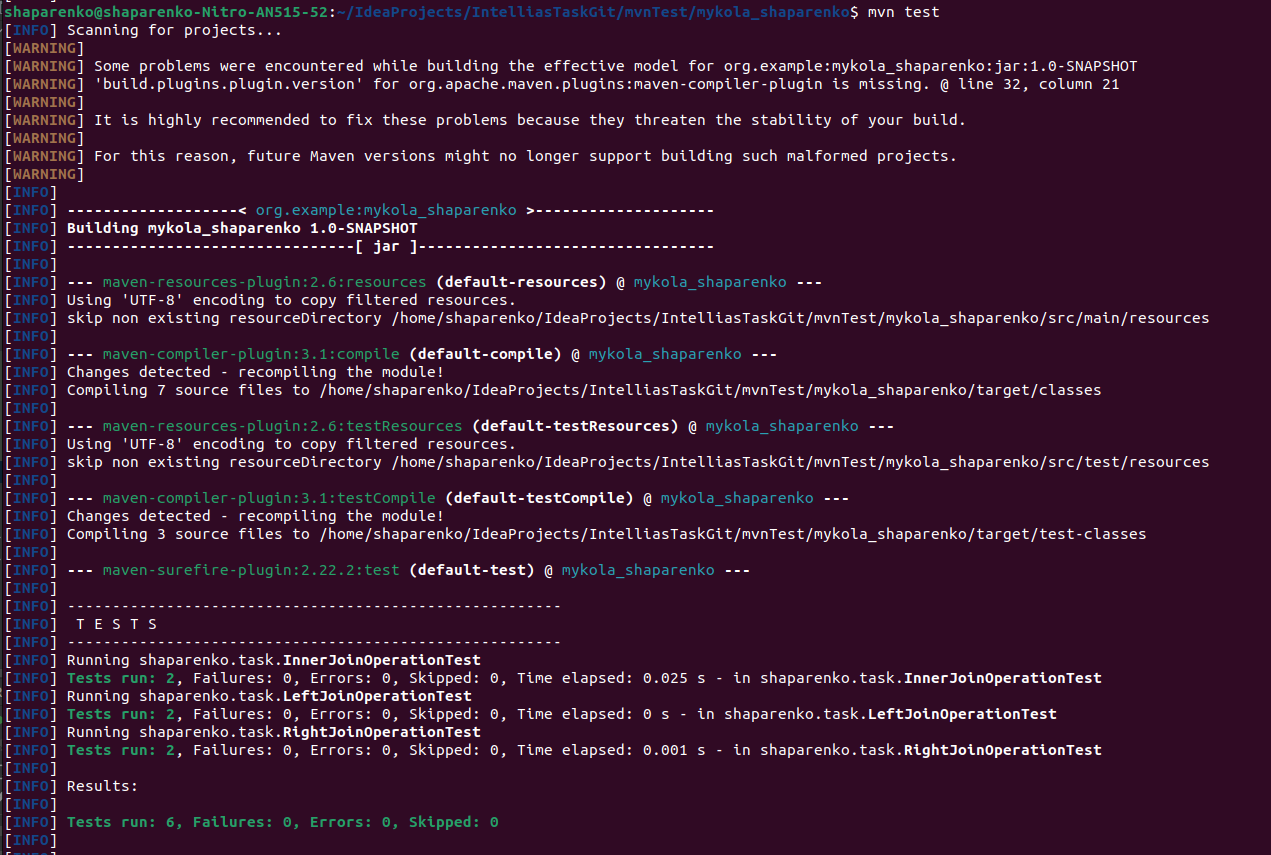 shaparenko@shaparenko-Nitro-AN515-52:~/IdeaProjects/IntelliasTaskGit/mvnTest/mykola_shaparenko$ mvn test
[INFO] Scanning for projects...
[WARNING]
[WARNING] Some problems were encountered while building the effective model for org.example:mykola_shaparenko:jar:1.0-SNAPSHOT
[WARNING] 'build.plugins.plugin.version' for org.apache.maven.plugins:maven-compiler-plugin is missing. @ line 32, column 21
[WARNING]
[WARNING] It is highly recommended to fix these problems because they threaten the stability of your build.
[WARNING]
[WARNING] For this reason, future Maven versions might no longer support building such malformed projects.
[WARNING]
[INFO]
[INFO] -------------------< org.example:mykola_shaparenko >--------------------
[INFO] Building mykola_shaparenko 1.0-SNAPSHOT
[INFO] --------------------------------[ jar ]---------------------------------
[INFO]
[INFO] --- maven-resources-plugin:2.6:resources (default-resources) @ mykola_shaparenko ---
[INFO] Using 'UTF-8' encoding to copy filtered resources.
[INFO] skip non existing resourceDirectory /home/shaparenko/IdeaProjects/IntelliasTaskGit/mvnTest/mykola_shaparenko/src/main/resources
[INFO]
[INFO] --- maven-compiler-plugin:3.1:compile (default-compile) @ mykola_shaparenko ---
[INFO] Changes detected - recompiling the module!
[INFO] Compiling 7 source files to /home/shaparenko/IdeaProjects/IntelliasTaskGit/mvnTest/mykola_shaparenko/target/classes
[INFO]
[INFO] --- maven-resources-plugin:2.6:testResources (default-testResources) @ mykola_shaparenko ---
[INFO] Using 'UTF-8' encoding to copy filtered resources.
[INFO] skip non existing resourceDirectory /home/shaparenko/IdeaProjects/IntelliasTaskGit/mvnTest/mykola_shaparenko/src/test/resources
[INFO]
[INFO] --- maven-compiler-plugin:3.1:testCompile (default-testCompile) @ mykola_shaparenko ---
[INFO] Changes detected - recompiling the module!
[INFO] Compiling 3 source files to /home/shaparenko/IdeaProjects/IntelliasTaskGit/mvnTest/mykola_shaparenko/target/test-classes
[INFO]
[INFO] --- maven-surefire-plugin:2.22.2:test (default-test) @ mykola_shaparenko ---
[INFO]
[INFO] -------------------------------------------------------
[INFO]  T E S T S
[INFO] -------------------------------------------------------
[INFO] Running shaparenko.task.InnerJoinOperationTest
[INFO] Tests run: 2, Failures: 0, Errors: 0, Skipped: 0, Time elapsed: 0.025 s - in shaparenko.task.InnerJoinOperationTest
[INFO] Running shaparenko.task.LeftJoinOperationTest
[INFO] Tests run: 2, Failures: 0, Errors: 0, Skipped: 0, Time elapsed: 0 s - in shaparenko.task.LeftJoinOperationTest
[INFO] Running shaparenko.task.RightJoinOperationTest
[INFO] Tests run: 2, Failures: 0, Errors: 0, Skipped: 0, Time elapsed: 0.001 s - in shaparenko.task.RightJoinOperationTest
[INFO]
[INFO] Results:
[INFO]
[INFO] Tests run: 6, Failures: 0, Errors: 0, Skipped: 0
[INFO]